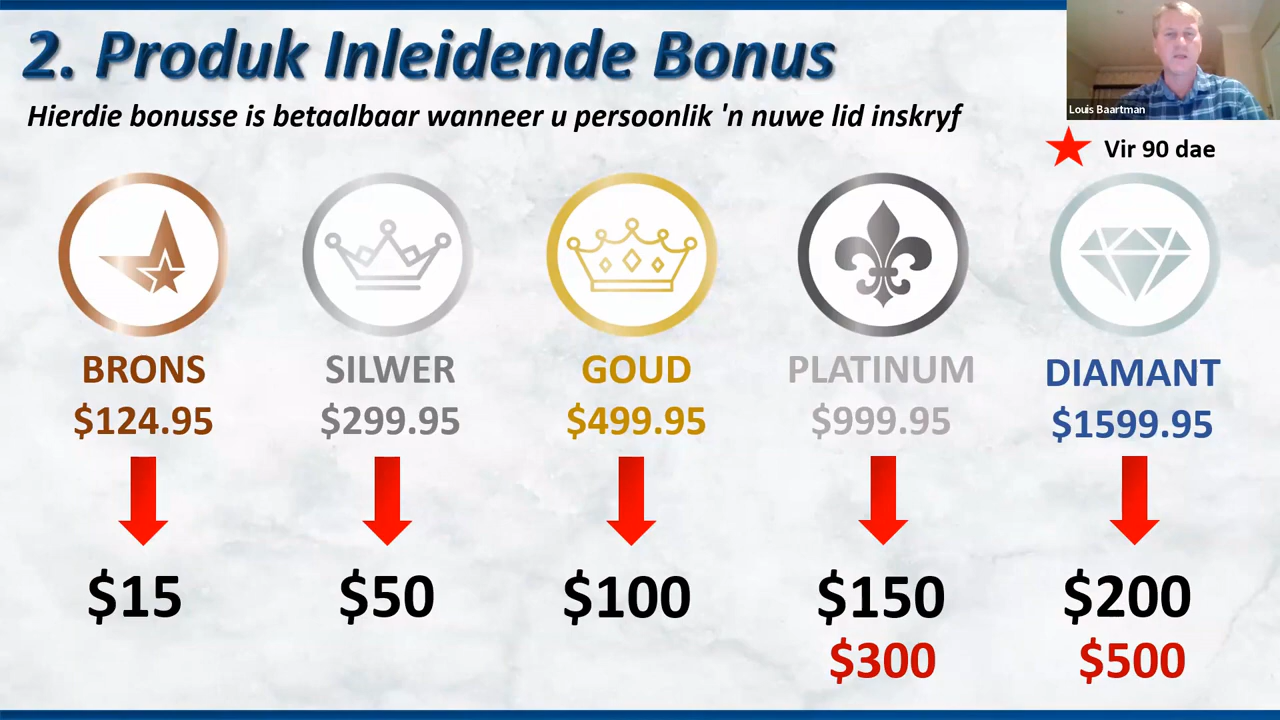 2. Produk Inleidende Bonus
Hierdie bonusse is betaalbaar wanneer u persoonlik 'n nuwe lid inskryf
Louis Baartman
Vir 90 dae
BRONS SILWER GOUD PLATINUM DIAMANT
$124.95 $299.95 $499.95 $999.95 $1599.95
$15 $50 $100 $150 $200
$300 $500